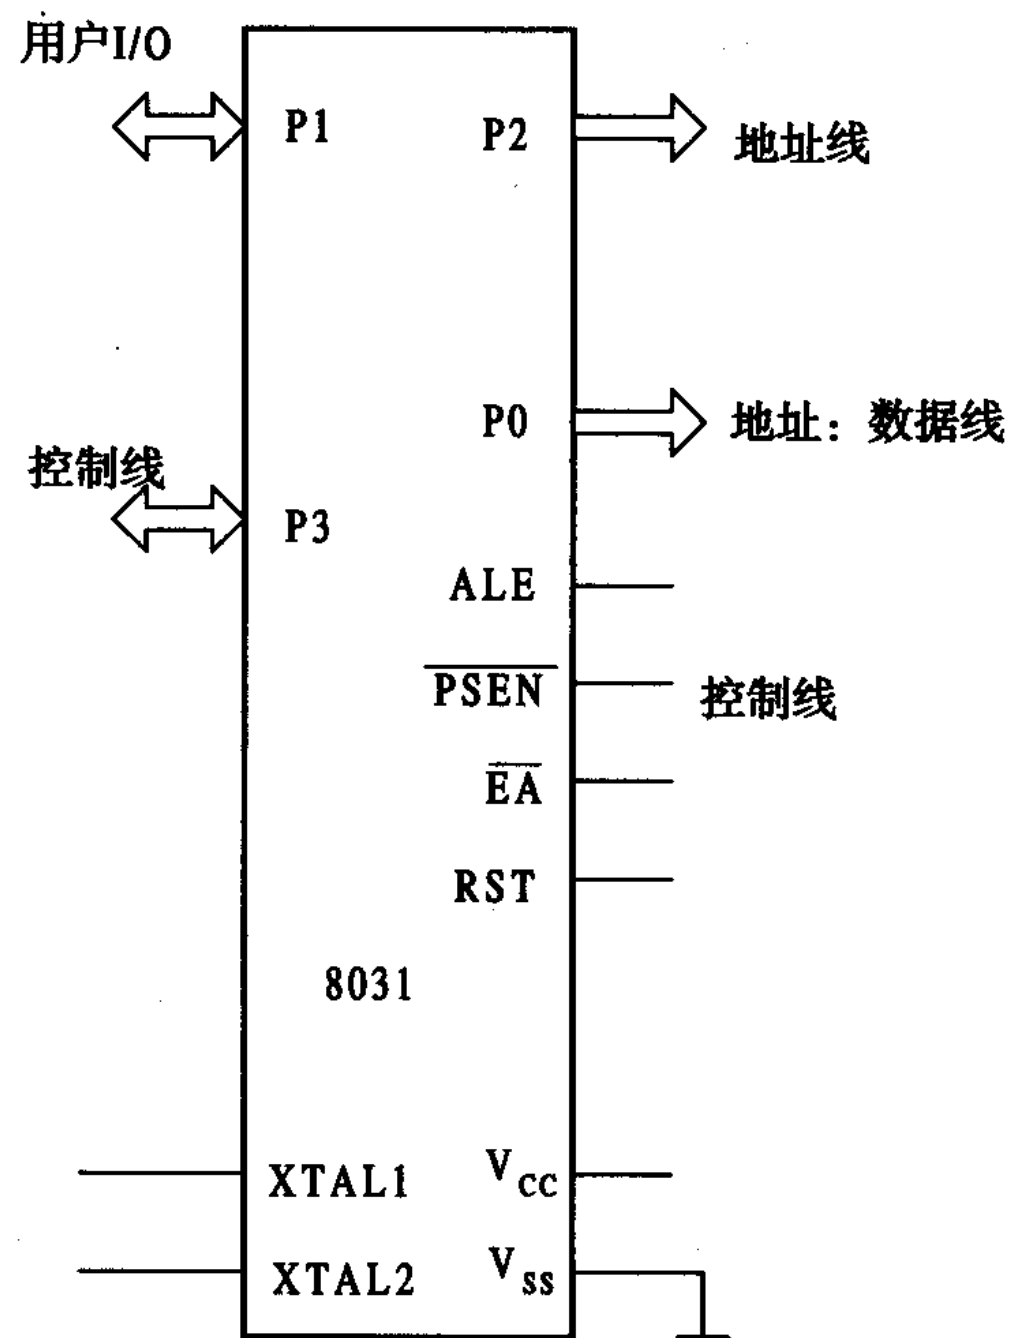 用户I/O
P1
P2
地址线
P0
地址：数据线
控制线
P3
ALE
PSEN
控制线
EA
RST
8031
XTAL1
VCC
XTAL2
VSS